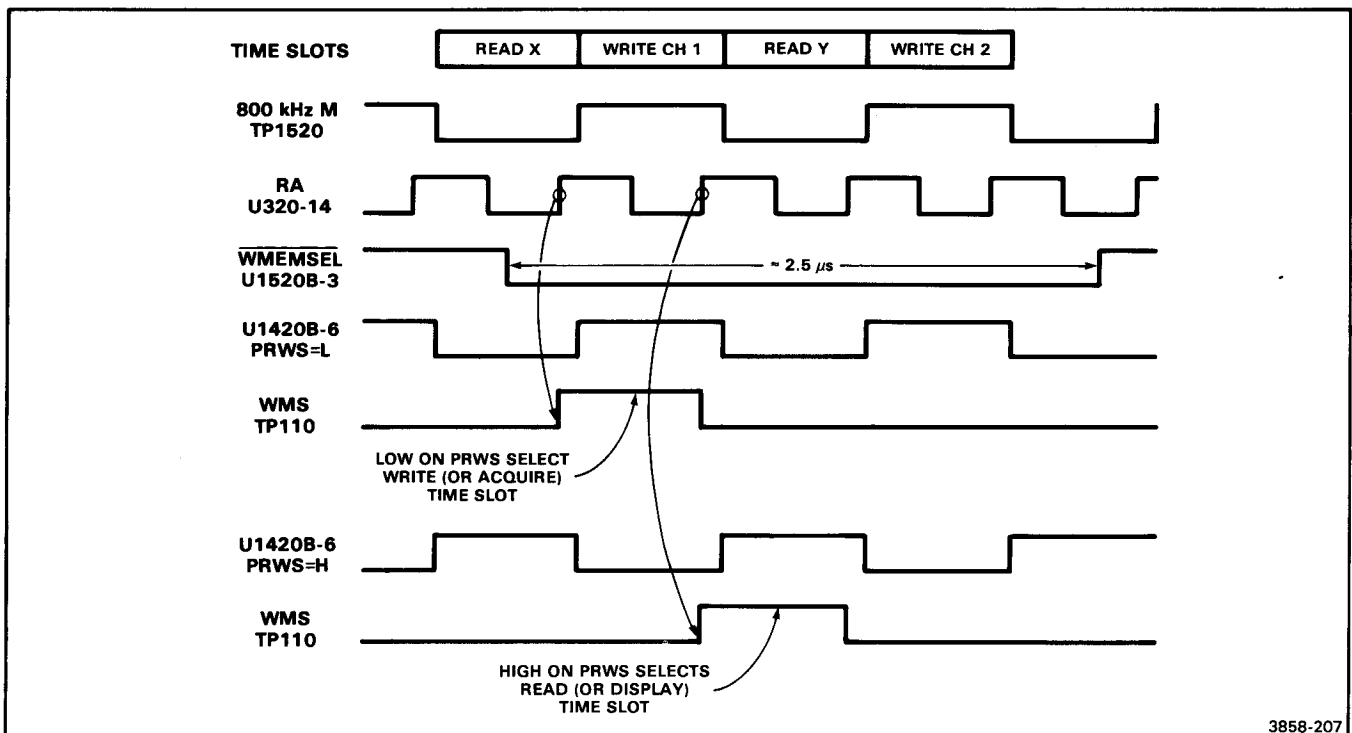 TIME SLOTS
READ X
WRITE CH 1
READ Y
WRITE CH 2
800 kHz M
TP1520
RA
U320-14
WMEMSEL
U1520B-3
≈ 2.5 μs
U1420B-6
PRWS=L
WMS
TP110
LOW ON PRWS SELECT
WRITE (OR ACQUIRE)
TIME SLOT
U1420B-6
PRWS=H
WMS
TP110
HIGH ON PRWS SELECTS
READ (OR DISPLAY)
TIME SLOT
3858-207